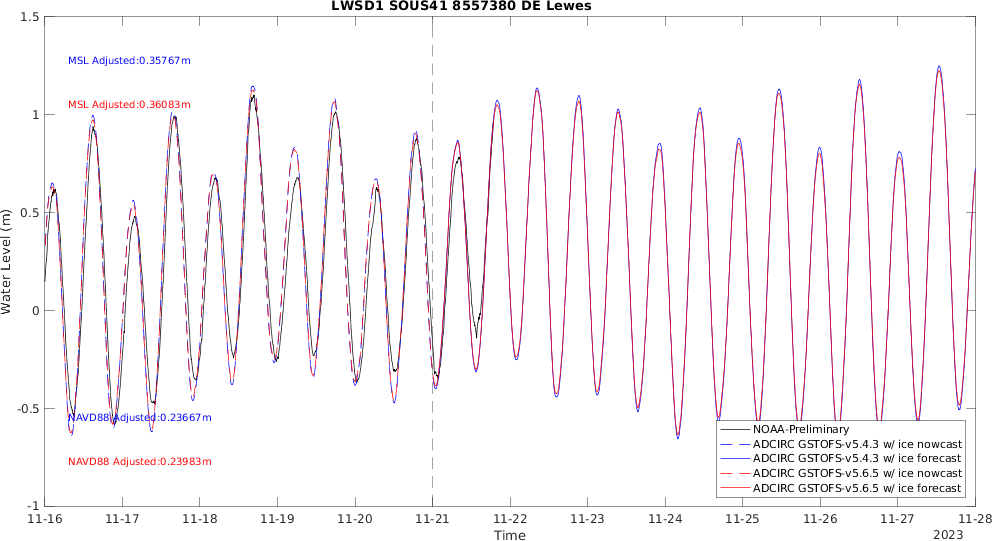 LWSD1 SOUS41 8557380 DE Lewes
1.5
1
0.5
0
-0.5
-1
Water Level (m)
MSL Adjusted:0.35767m
MSL Adjusted:0.36083m
NAVD88 Adjusted:0.23667m
NAVD88 Adjusted:0.23983m
NOAA-Preliminary
ADCIRC GSTOFS-v5.4.3 w/ ice nowcast
ADCIRC GSTOFS-v5.4.3 w/ ice forecast
ADCIRC GSTOFS-v5.6.5 w/ ice nowcast
ADCIRC GSTOFS-v5.6.5 w/ ice forecast
11-16 11-17 11-18 11-19 11-20 11-21 11-22 11-23 11-24 11-25 11-26 11-27 11-28
Time
2023